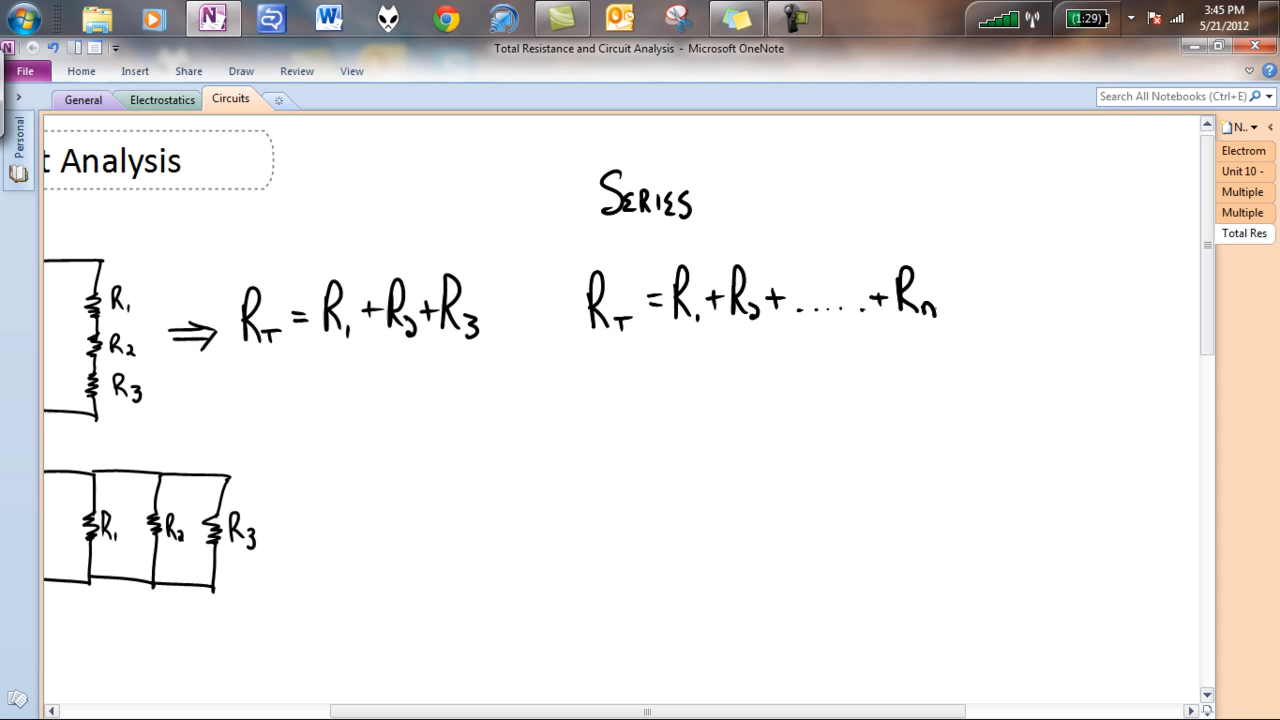 3:45 PM
(1:29)
5/21/2012
Total Resistance and Circuit Analysis - Microsoft OneNote
File Home Insert Share Draw Review View
General Electrostatics Circuits
Search All Notebooks (Ctrl+E)
Personal
N..
Electrom
Unit 10 -
Multiple
Multiple
Total Res
t Analysis
SERIES
R1
R2
R3
⇒ RT = R1 + R2 + R3
RT = R1 + R2 + ..... + Rn
R1 R2 R3